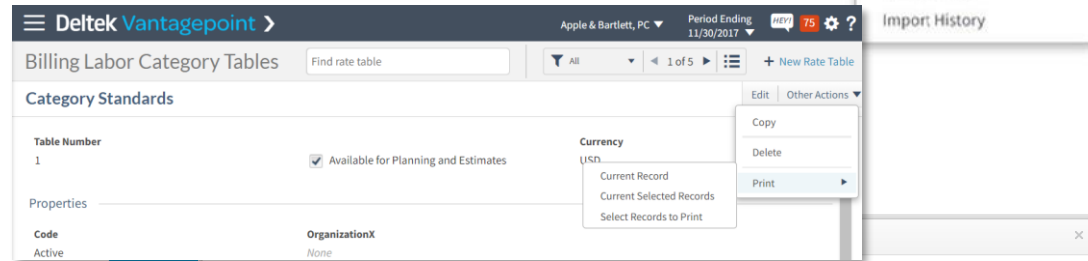 Deltek Vantagepoint
Apple & Bartlett, PC
Period Ending
11/30/2017
HEY!
75
?
Import History
Billing Labor Category Tables
Find rate table
All
1 of 5
+ New Rate Table
Category Standards
Edit
Other Actions
Copy
Table Number
Currency
1
Available for Planning and Estimates
USD
Delete
Current Record
Print
Current Selected Records
Properties
Select Records to Print
Code
OrganizationX
Active
None